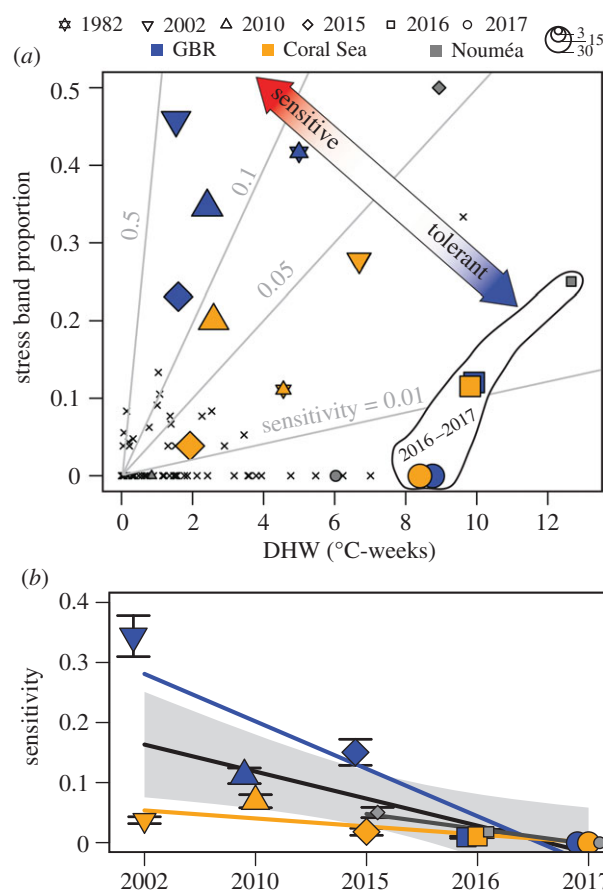 1982 2002 2010 2015 2016 2017 3 15 30
GBR Coral Sea Nouméa
(a)
0.5
0.4
0.3
0.2
0.1
0
stress band proportion
0.5
0.1
0.05
sensitivity = 0.01
sensitive
tolerant
2016–2017
0 2 4 6 8 10 12
DHW (°C-weeks)
(b)
0.4
0.3
0.2
0.1
0
sensitivity
2002 2010 2015 2016 2017